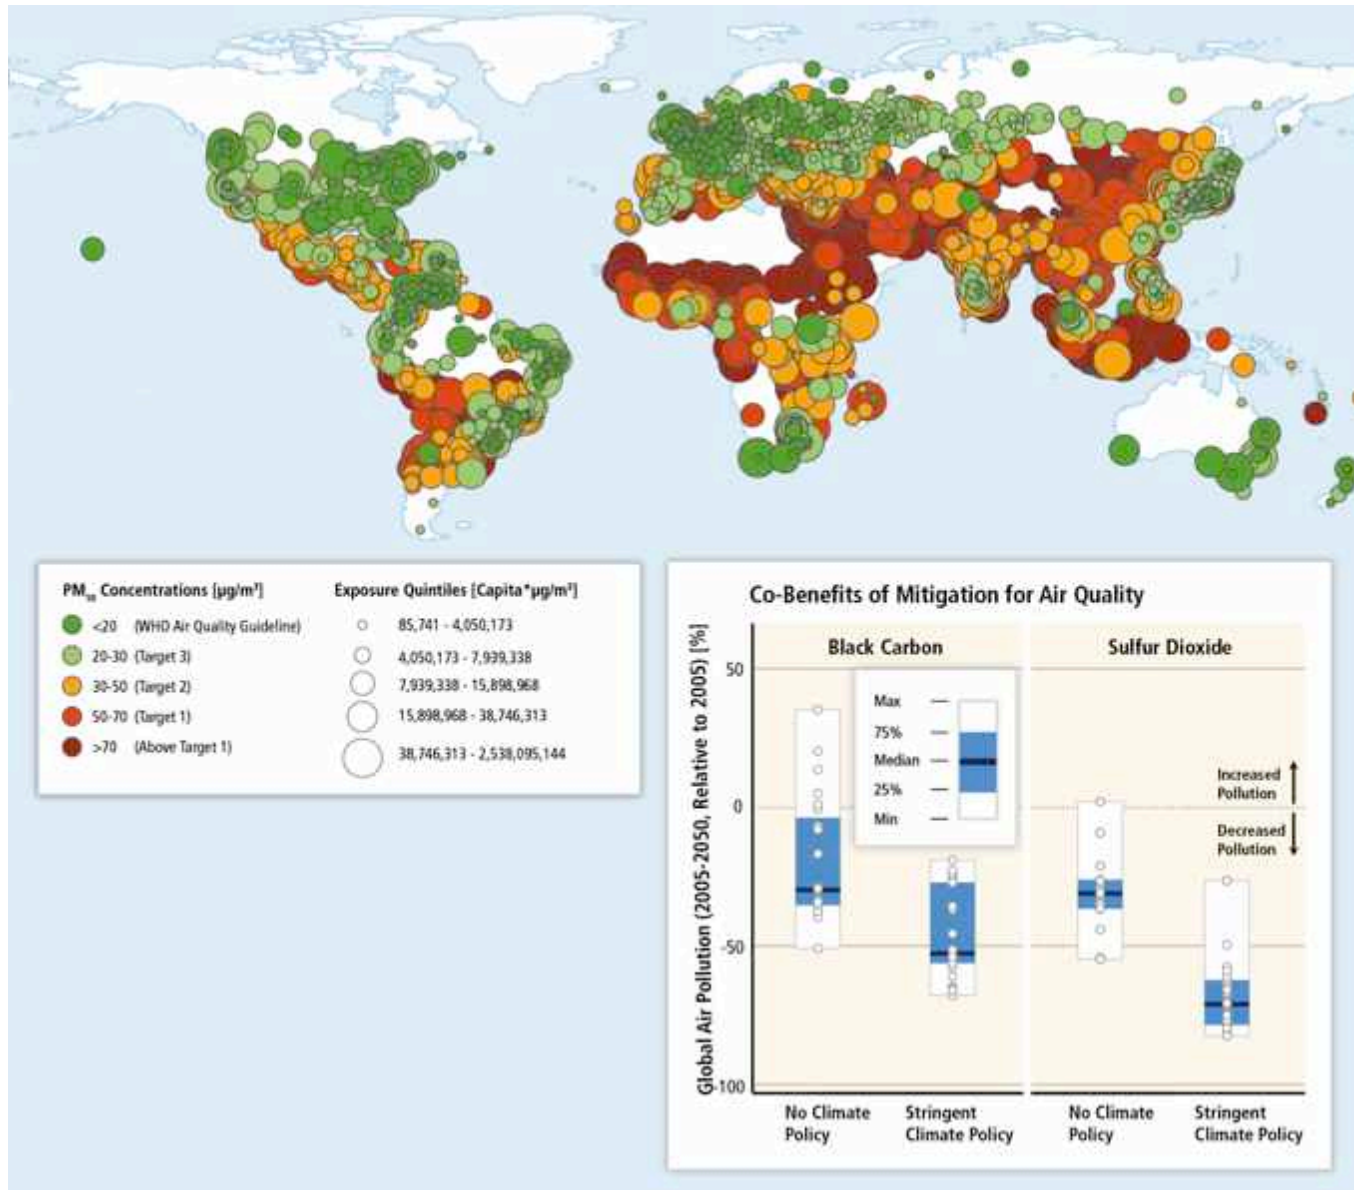 PM10 Concentrations [µg/m³]
<20 (WHO Air Quality Guideline)
20-30 (Target 3)
30-50 (Target 2)
50-70 (Target 1)
>70 (Above Target 1)
Exposure Quintiles [Capita*µg/m³]
85,741 - 4,050,173
4,050,173 - 7,939,338
7,939,338 - 15,898,968
15,898,968 - 38,746,313
38,746,313 - 2,538,095,144
Co-Benefits of Mitigation for Air Quality
Global Air Pollution (2005-2050, Relative to 2005) [%]
Black Carbon
Sulfur Dioxide
50
0
-50
-100
Max
75%
Median
25%
Min
Increased
Pollution
Decreased
Pollution
No Climate
Policy
Stringent
Climate Policy
No Climate
Policy
Stringent
Climate Policy